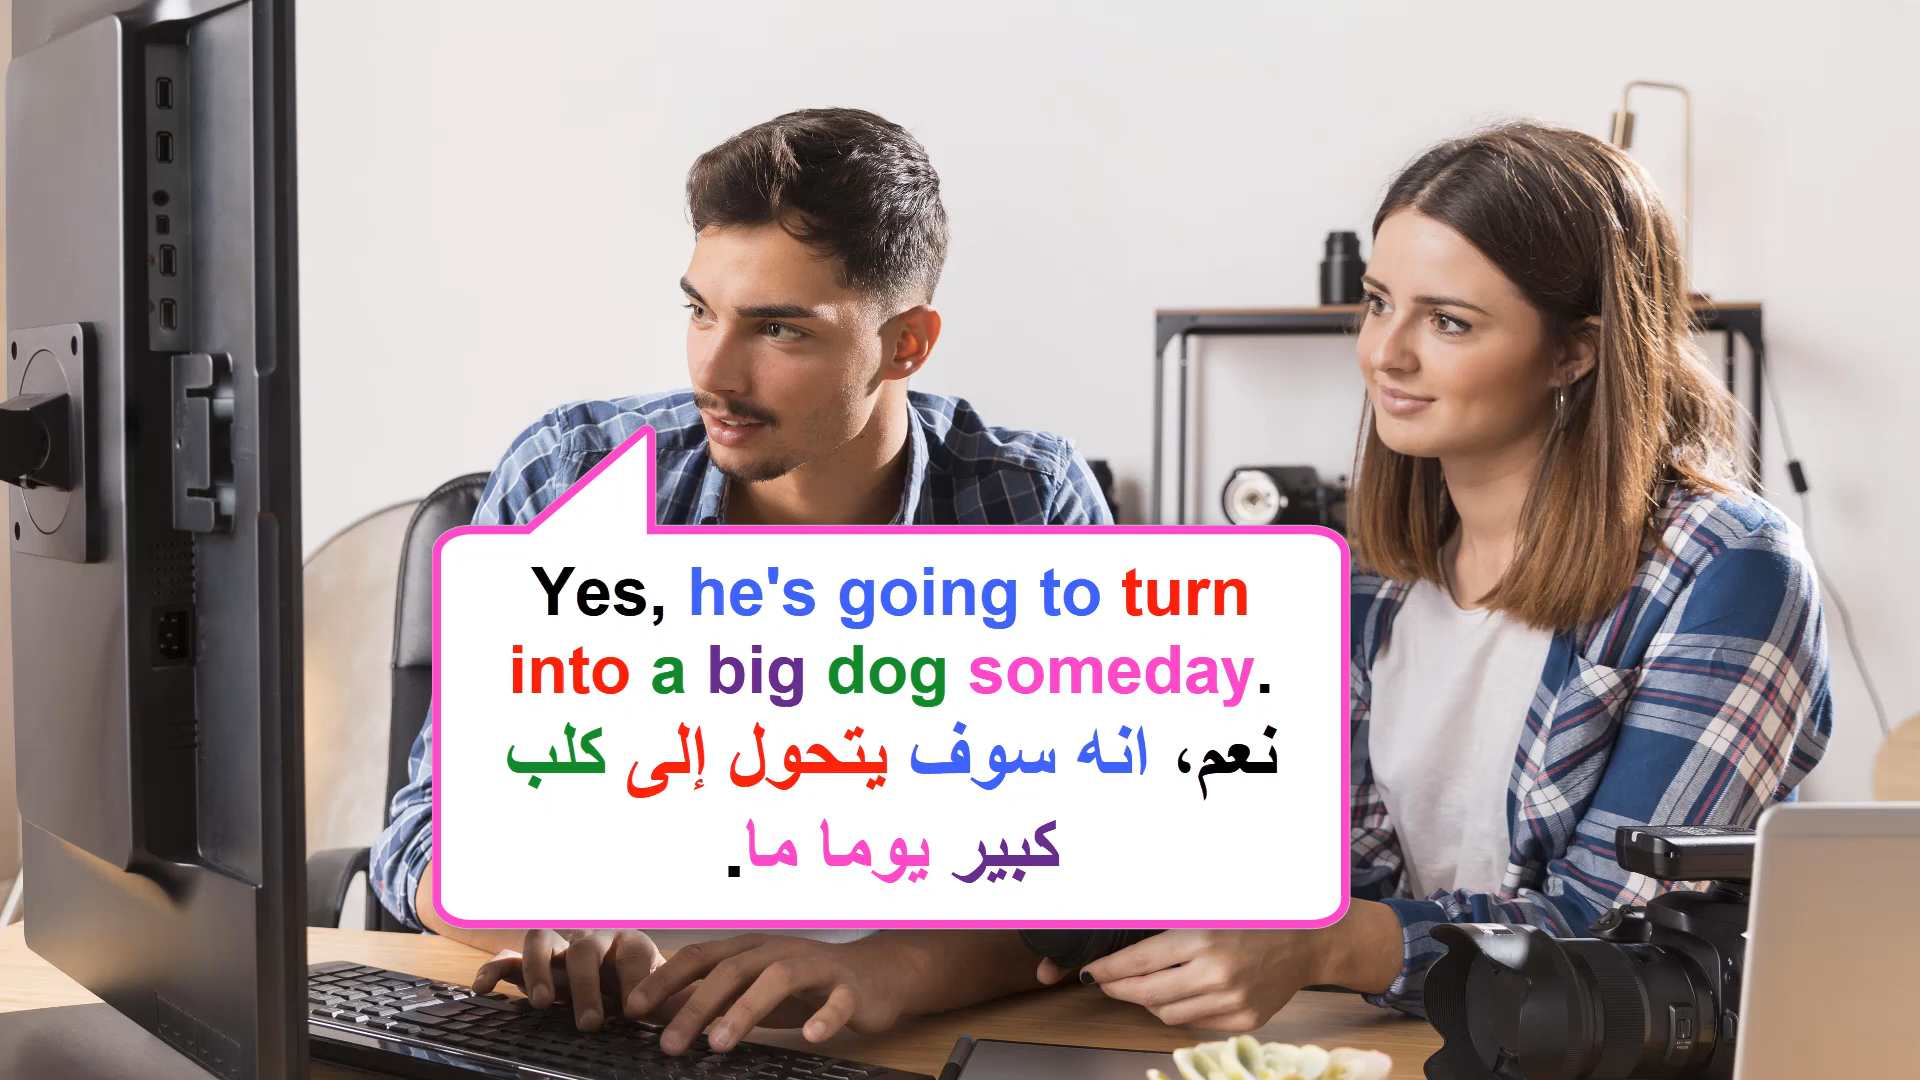 Yes, he's going to turn
into a big dog someday.
نعم، انه سوف يتحول إلى كلب
كبير يوما ما.